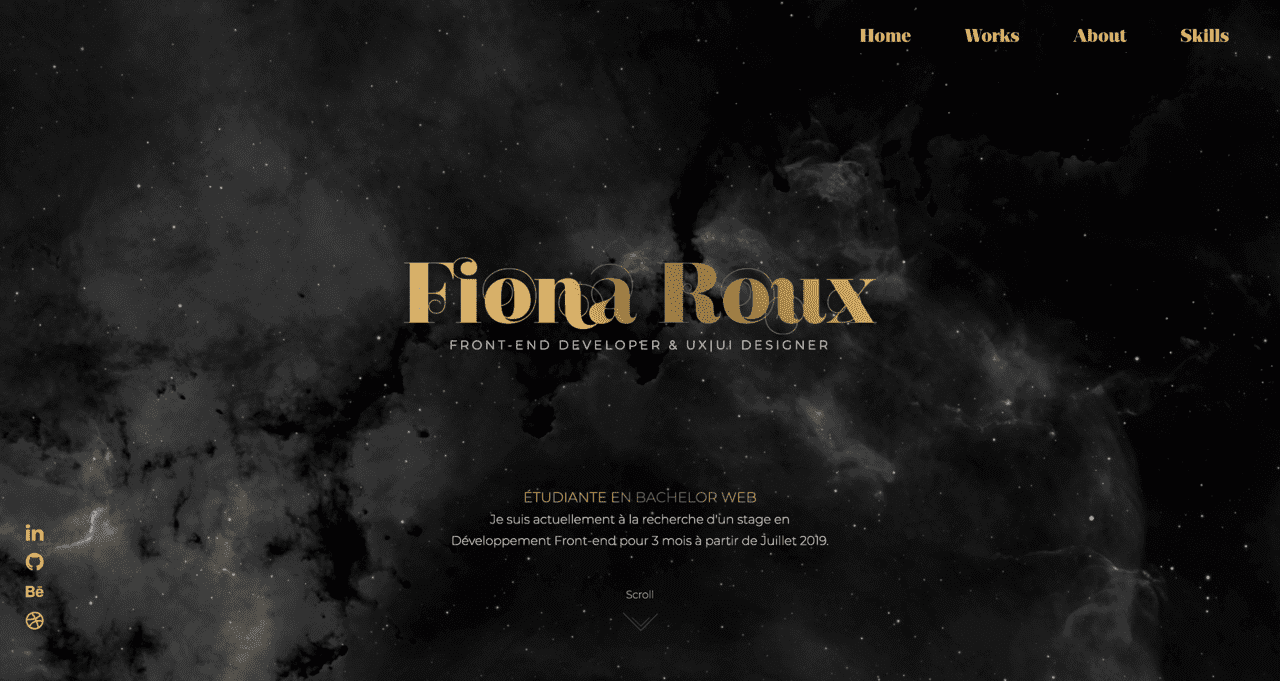 Home Works About Skills
Fiona Roux
FRONT-END DEVELOPER & UX|U.I DESIGNER
ÉTUDIANTE EN BACHELOR WEB
Je suis actuellement à la recherche d'un stage en
Développement Front-end pour 3 mois à partir de Juillet 2019.
in
Bē
Scroll